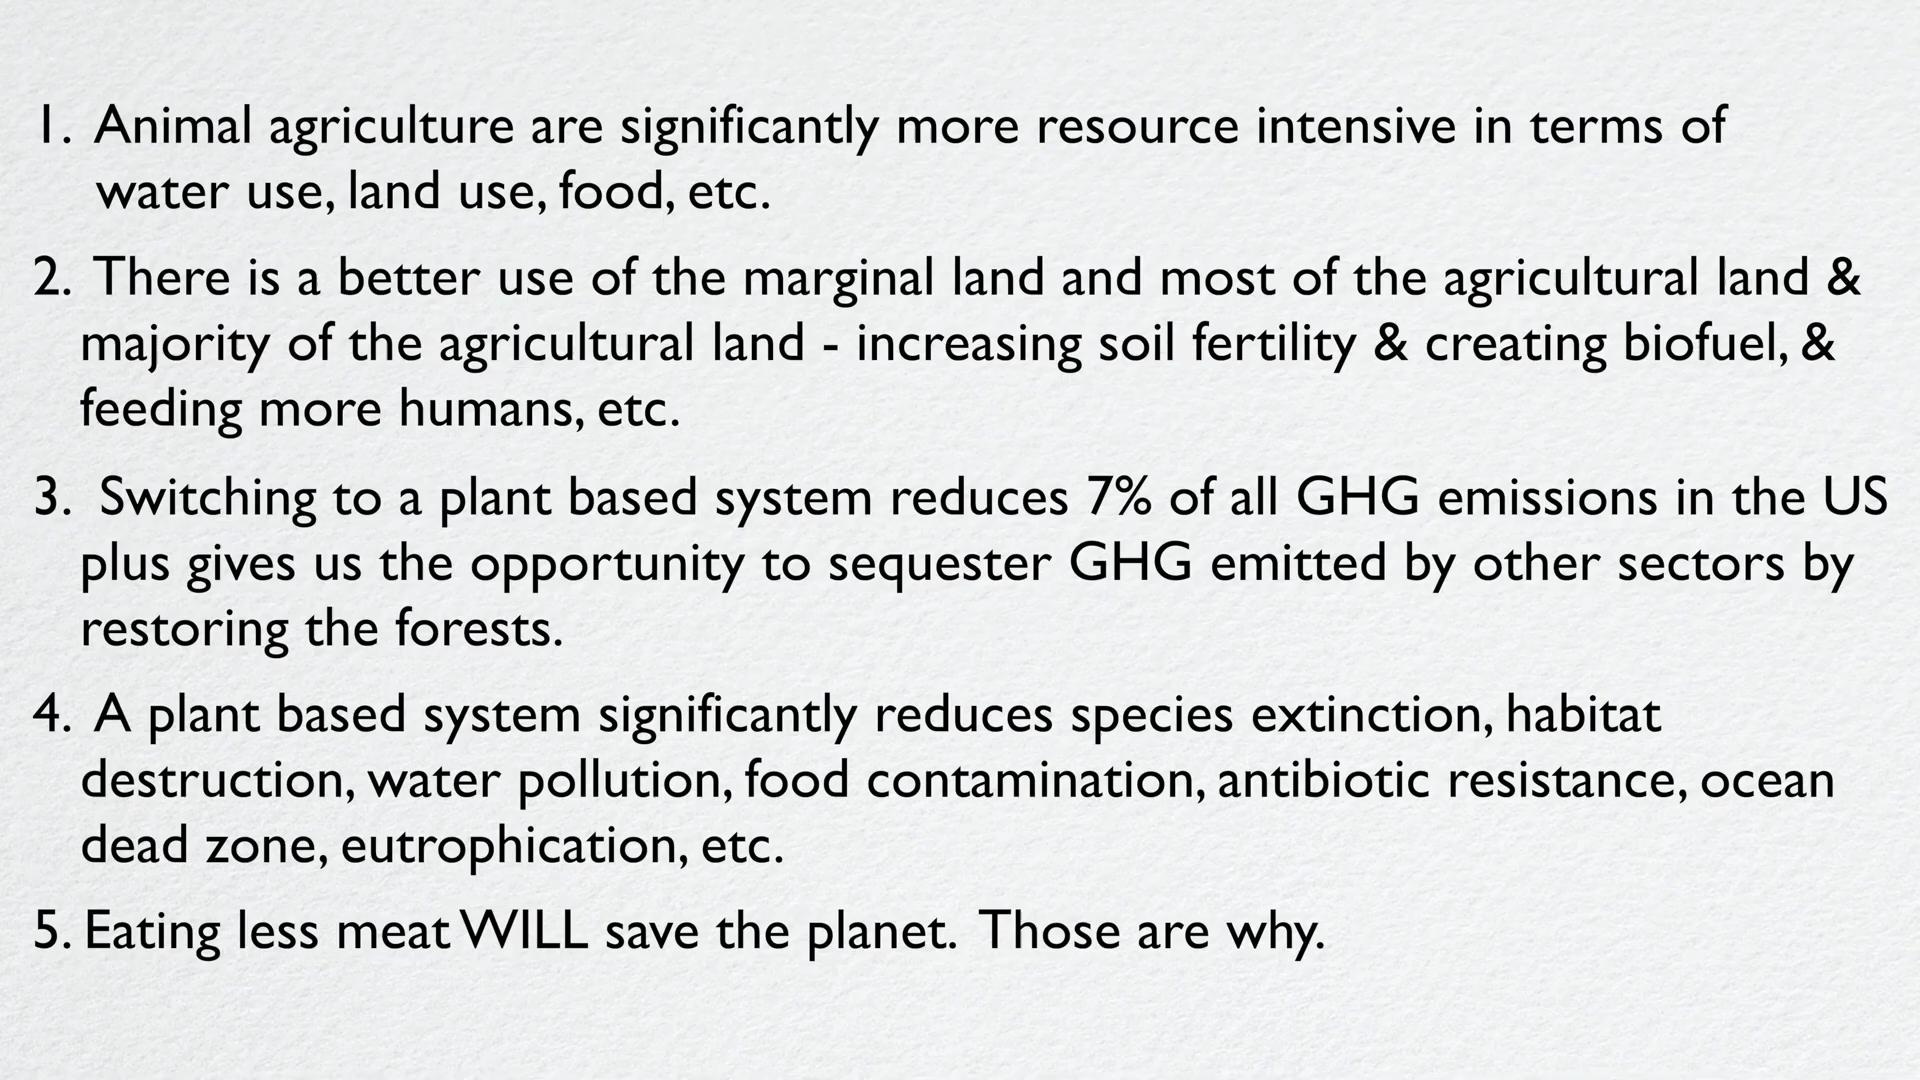 1. Animal agriculture are significantly more resource intensive in terms of
water use, land use, food, etc.
2. There is a better use of the marginal land and most of the agricultural land &
majority of the agricultural land - increasing soil fertility & creating biofuel, &
feeding more humans, etc.
3. Switching to a plant based system reduces 7% of all GHG emissions in the US
plus gives us the opportunity to sequester GHG emitted by other sectors by
restoring the forests.
4. A plant based system significantly reduces species extinction, habitat
destruction, water pollution, food contamination, antibiotic resistance, ocean
dead zone, eutrophication, etc.
5. Eating less meat WILL save the planet. Those are why.